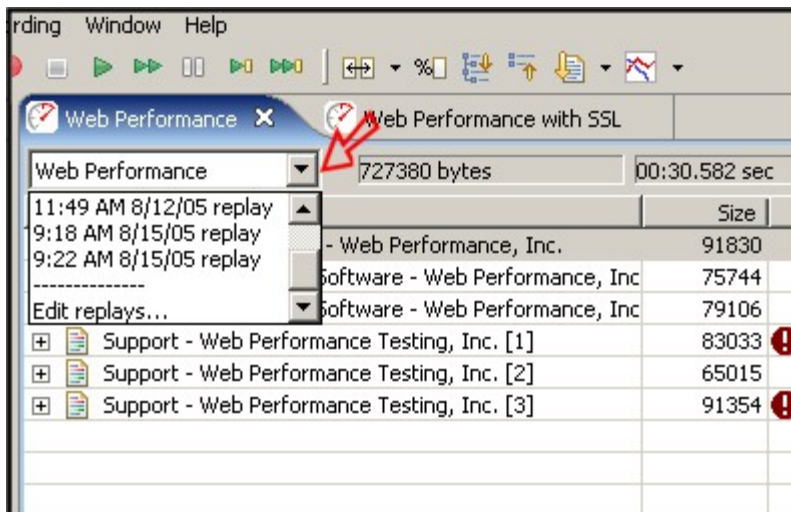 rding Window Help
Web Performance Web Performance with SSL
Web Performance 727380 bytes 00:30.582 sec
Size
11:49 AM 8/12/05 replay
9:18 AM 8/15/05 replay
9:22 AM 8/15/05 replay
--------------
Edit replays...
- Web Performance, Inc. 91830
Software - Web Performance, Inc 75744
Software - Web Performance, Inc 79106
Support - Web Performance Testing, Inc. [1] 83033
Support - Web Performance Testing, Inc. [2] 65015
Support - Web Performance Testing, Inc. [3] 91354